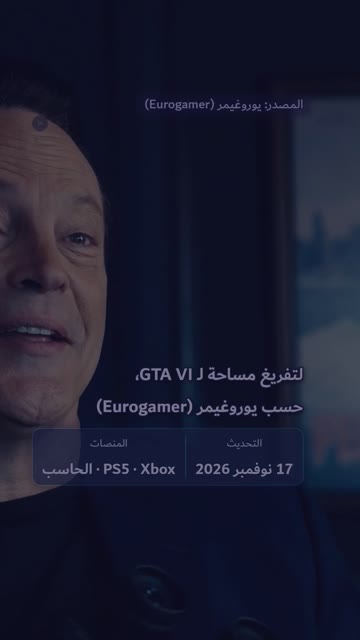 المصدر: يوروغيمر (Eurogamer)
لتفريغ مساحة لـ GTA VI،
حسب يوروغيمر (Eurogamer)
التحديث
17 نوفمبر 2026
المنصات
PS5 · Xbox · الحاسب